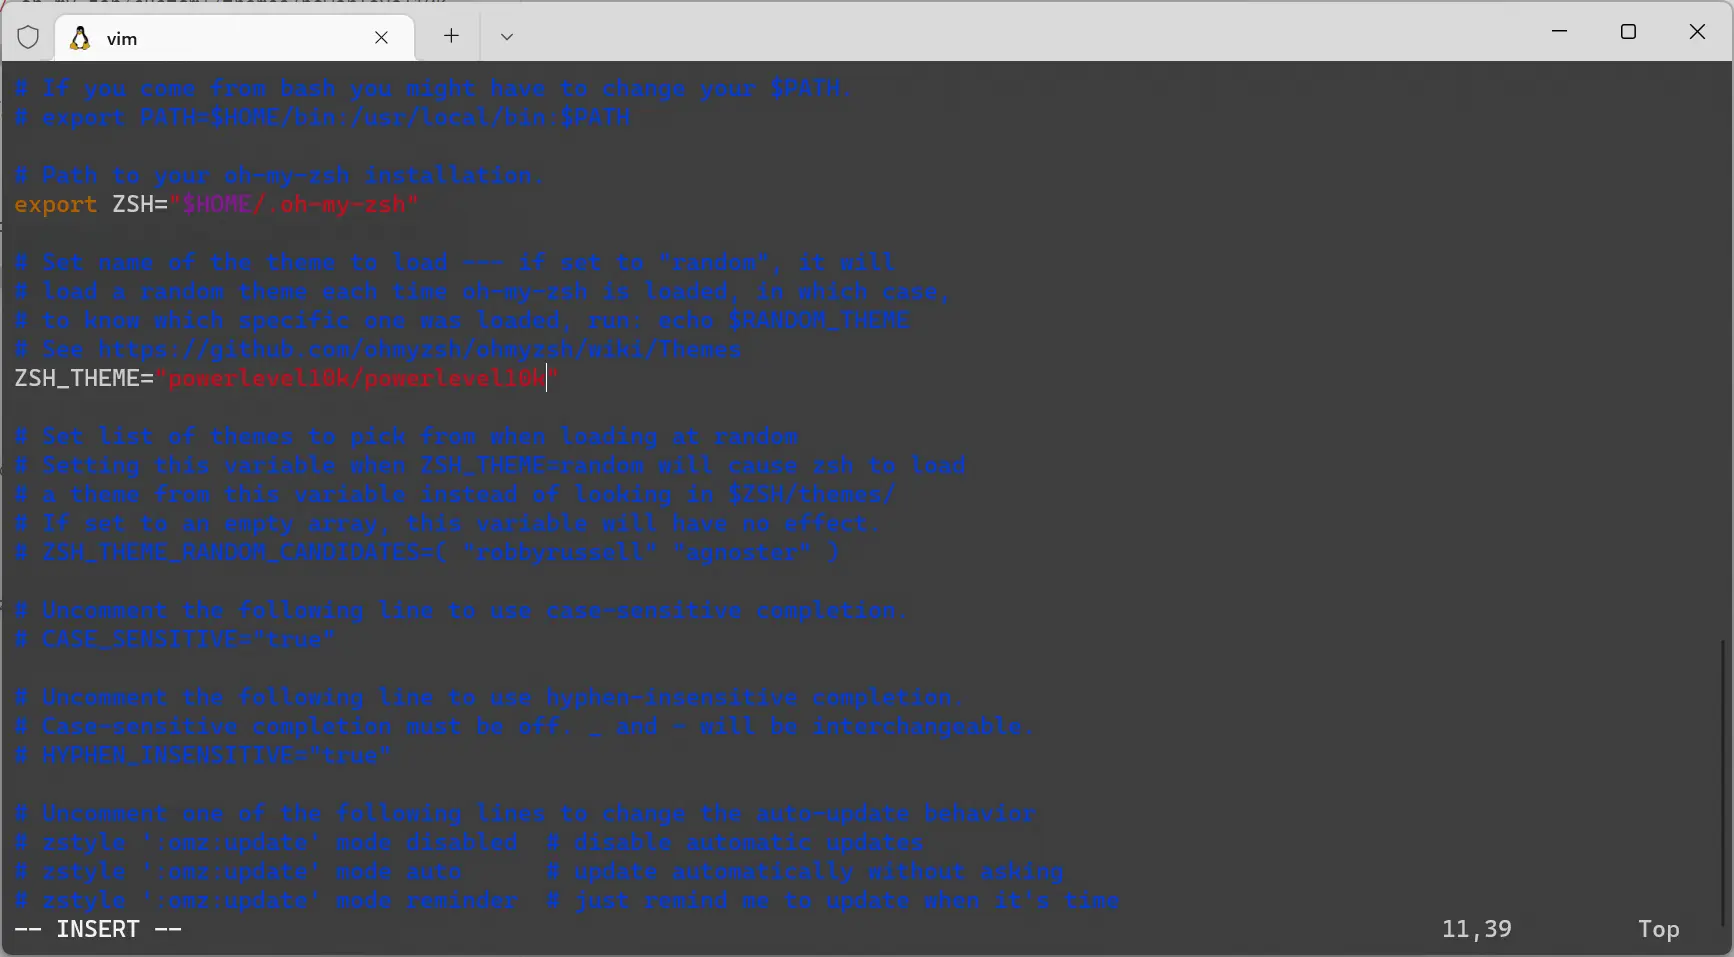 vim
# If you come from bash you might have to change your $PATH.
# export PATH=$HOME/bin:/usr/local/bin:$PATH
# Path to your oh-my-zsh installation.
export ZSH="$HOME/.oh-my-zsh"
# Set name of the theme to load --- if set to "random", it will
# load a random theme each time oh-my-zsh is loaded, in which case,
# to know which specific one was loaded, run: echo $RANDOM_THEME
# See https://github.com/ohmyzsh/ohmyzsh/wiki/Themes
ZSH_THEME="powerlevel10k/powerlevel10k"
# Set list of themes to pick from when loading at random
# Setting this variable when ZSH_THEME=random will cause zsh to load
# a theme from this variable instead of looking in $ZSH/themes/
# If set to an empty array, this variable will have no effect.
# ZSH_THEME_RANDOM_CANDIDATES=( "robbyrussell" "agnoster" )
# Uncomment the following line to use case-sensitive completion.
# CASE_SENSITIVE="true"
# Uncomment the following line to use hyphen-insensitive completion.
# Case-sensitive completion must be off. _ and - will be interchangeable.
# HYPHEN_INSENSITIVE="true"
# Uncomment one of the following lines to change the auto-update behavior
# zstyle ':omz:update' mode disabled  # disable automatic updates
# zstyle ':omz:update' mode auto      # update automatically without asking
# zstyle ':omz:update' mode reminder  # just remind me to update when it's time
-- INSERT -- 11,39 Top